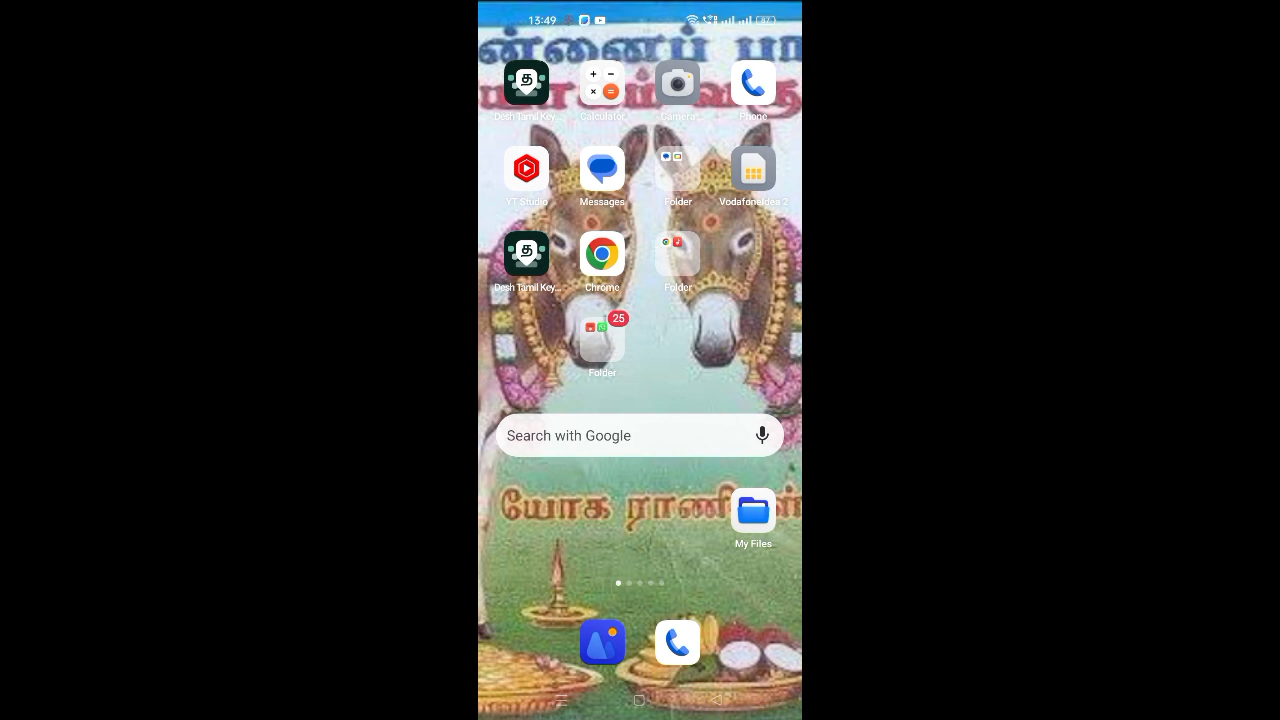 13:49
ன்னைப் பா
Desh Tamil Key...
Calculator
Camera
Phone
YT Studio
Messages
Folder
VodafoneIdea 2
Desh Tamil Key...
Chrome
Folder
25
Folder
Search with Google
யோக ராணி
My Files